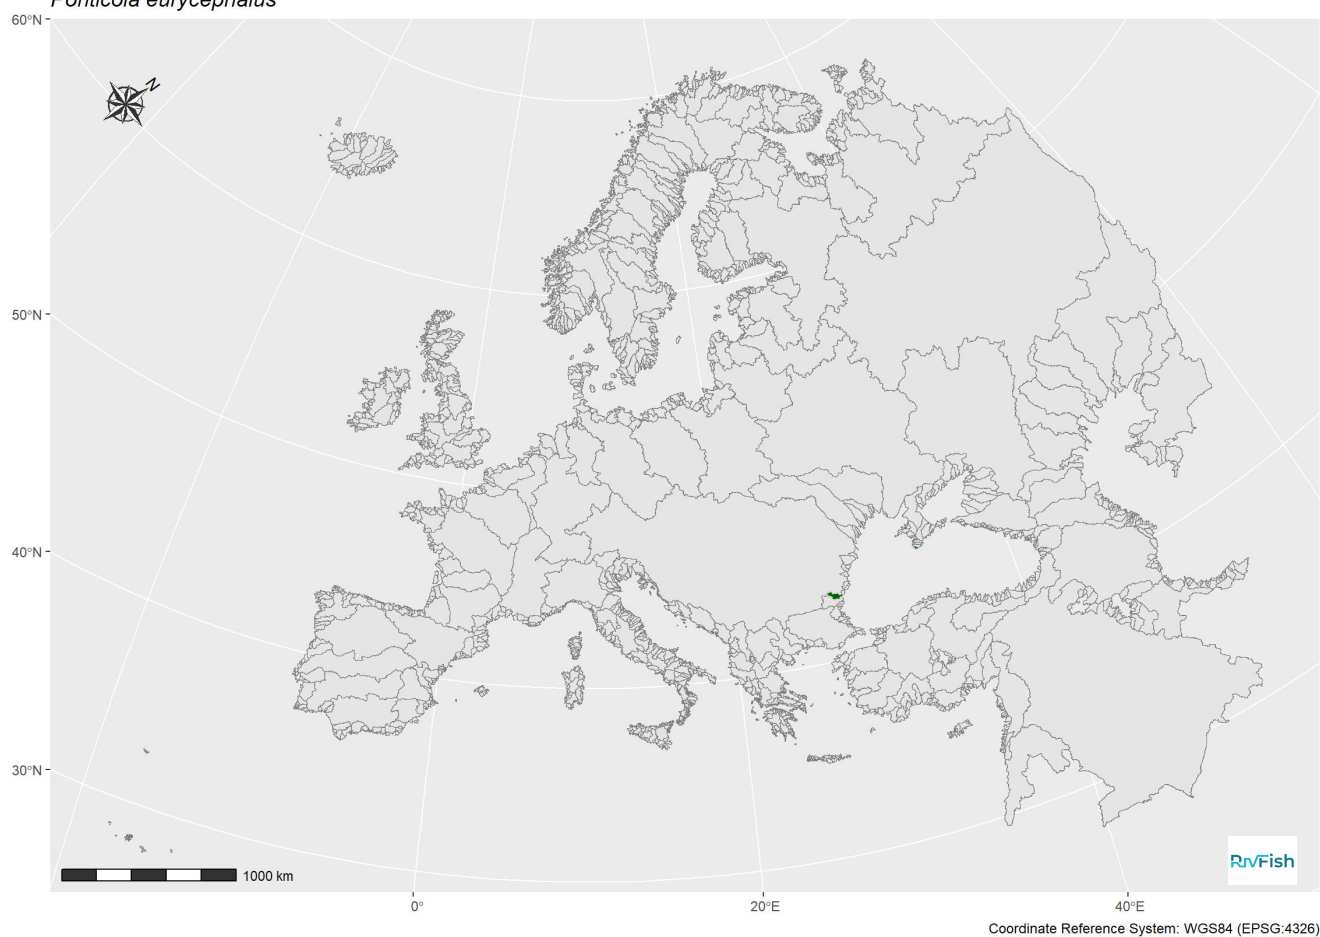 Ponticola eurycephalus
60°N
N
50°N
40°N
30°N
1000 km
RivFish
0°
20°E
40°E
Coordinate Reference System: WGS84 (EPSG:4326)